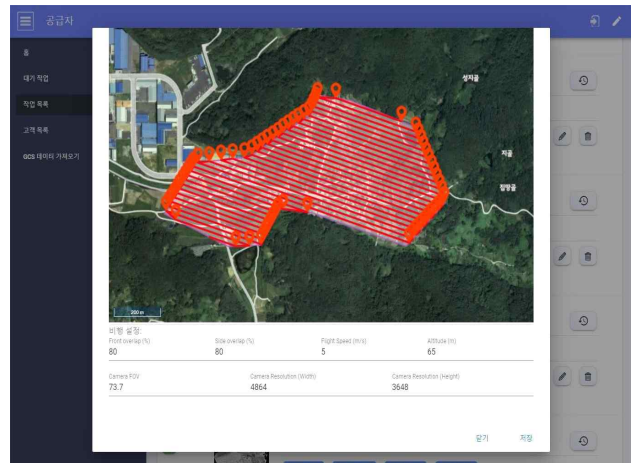 공급자
홈
대기 작업
작업 목록
고객 목록
GCS 데이터 가져오기
성지골
지골
점방골
200 m
비행 설정:
Front overlap (%) Side overlap (%) Flight Speed (m/s) Altitude (m)
80 80 5 65
Camera FOV Camera Resolution (Width) Camera Resolution (Height)
73.7 4864 3648
닫기 저장